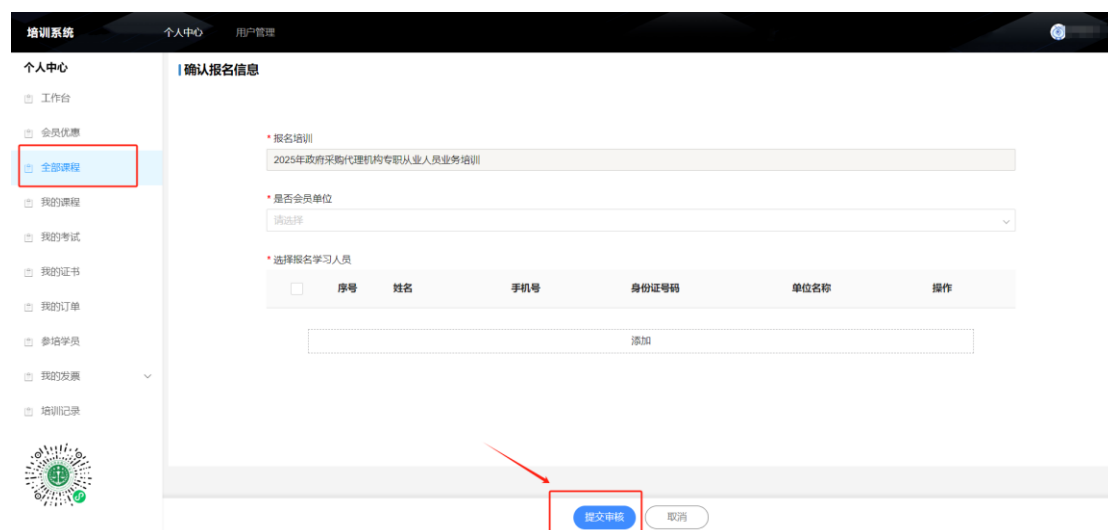 培训系统 个人中心 用户管理
个人中心
工作台
会员优惠
全部课程
我的课程
我的考试
我的证书
我的订单
参培学员
我的发票
培训记录
确认报名信息
* 报名培训
2025年政府采购代理机构专职从业人员业务培训
* 是否会员单位
请选择
* 选择报名学习人员
序号 姓名 手机号 身份证号码 单位名称 操作
添加
提交审核 取消